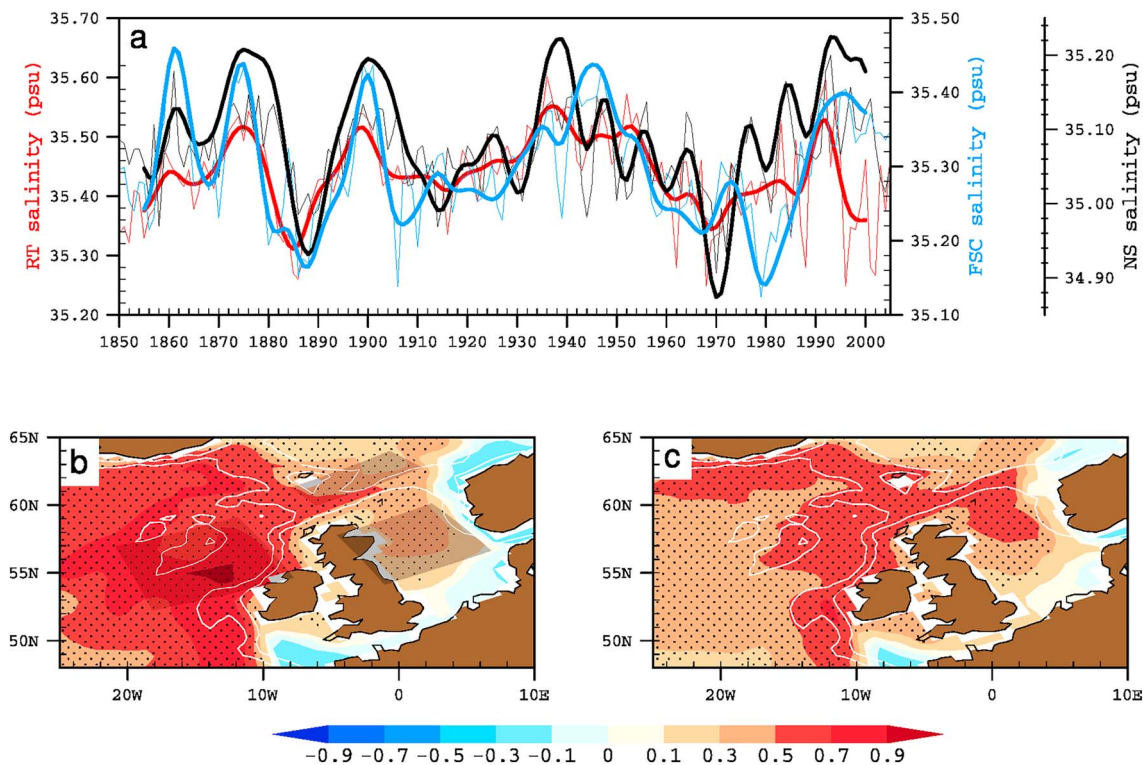 a
RT salinity (psu)
35.70
35.60
35.50
35.40
35.30
35.20
35.50
35.40
35.30
35.20
35.10
FSC salinity (psu)
35.20
35.10
35.00
34.90
NS salinity (psu)
1850 1860 1870 1880 1890 1900 1910 1920 1930 1940 1950 1960 1970 1980 1990 2000
b
65N
60N
55N
50N
20W 10W 0 10E
c
65N
60N
55N
50N
20W 10W 0 10E
-0.9 -0.7 -0.5 -0.3 -0.1 0 0.1 0.3 0.5 0.7 0.9